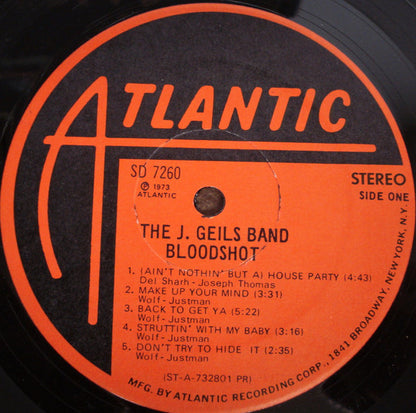 ATLANTIC
SD 7260
℗ 1973
ATLANTIC
STEREO
SIDE ONE
THE J. GEILS BAND
BLOODSHOT
1. (AIN'T NOTHIN' BUT A) HOUSE PARTY (4:43)
Del Sharh - Joseph Thomas
2. MAKE UP YOUR MIND (3:31)
Wolf - Justman
3. BACK TO GET YA (5:22)
Wolf - Justman
4. STRUTTIN' WITH MY BABY (3:16)
Wolf - Justman
5. DON'T TRY TO HIDE IT (2:35)
Wolf - Justman
(ST-A-732801 PR)
MFG. BY ATLANTIC RECORDING CORP., 1841 BROADWAY, NEW YORK, N.Y.